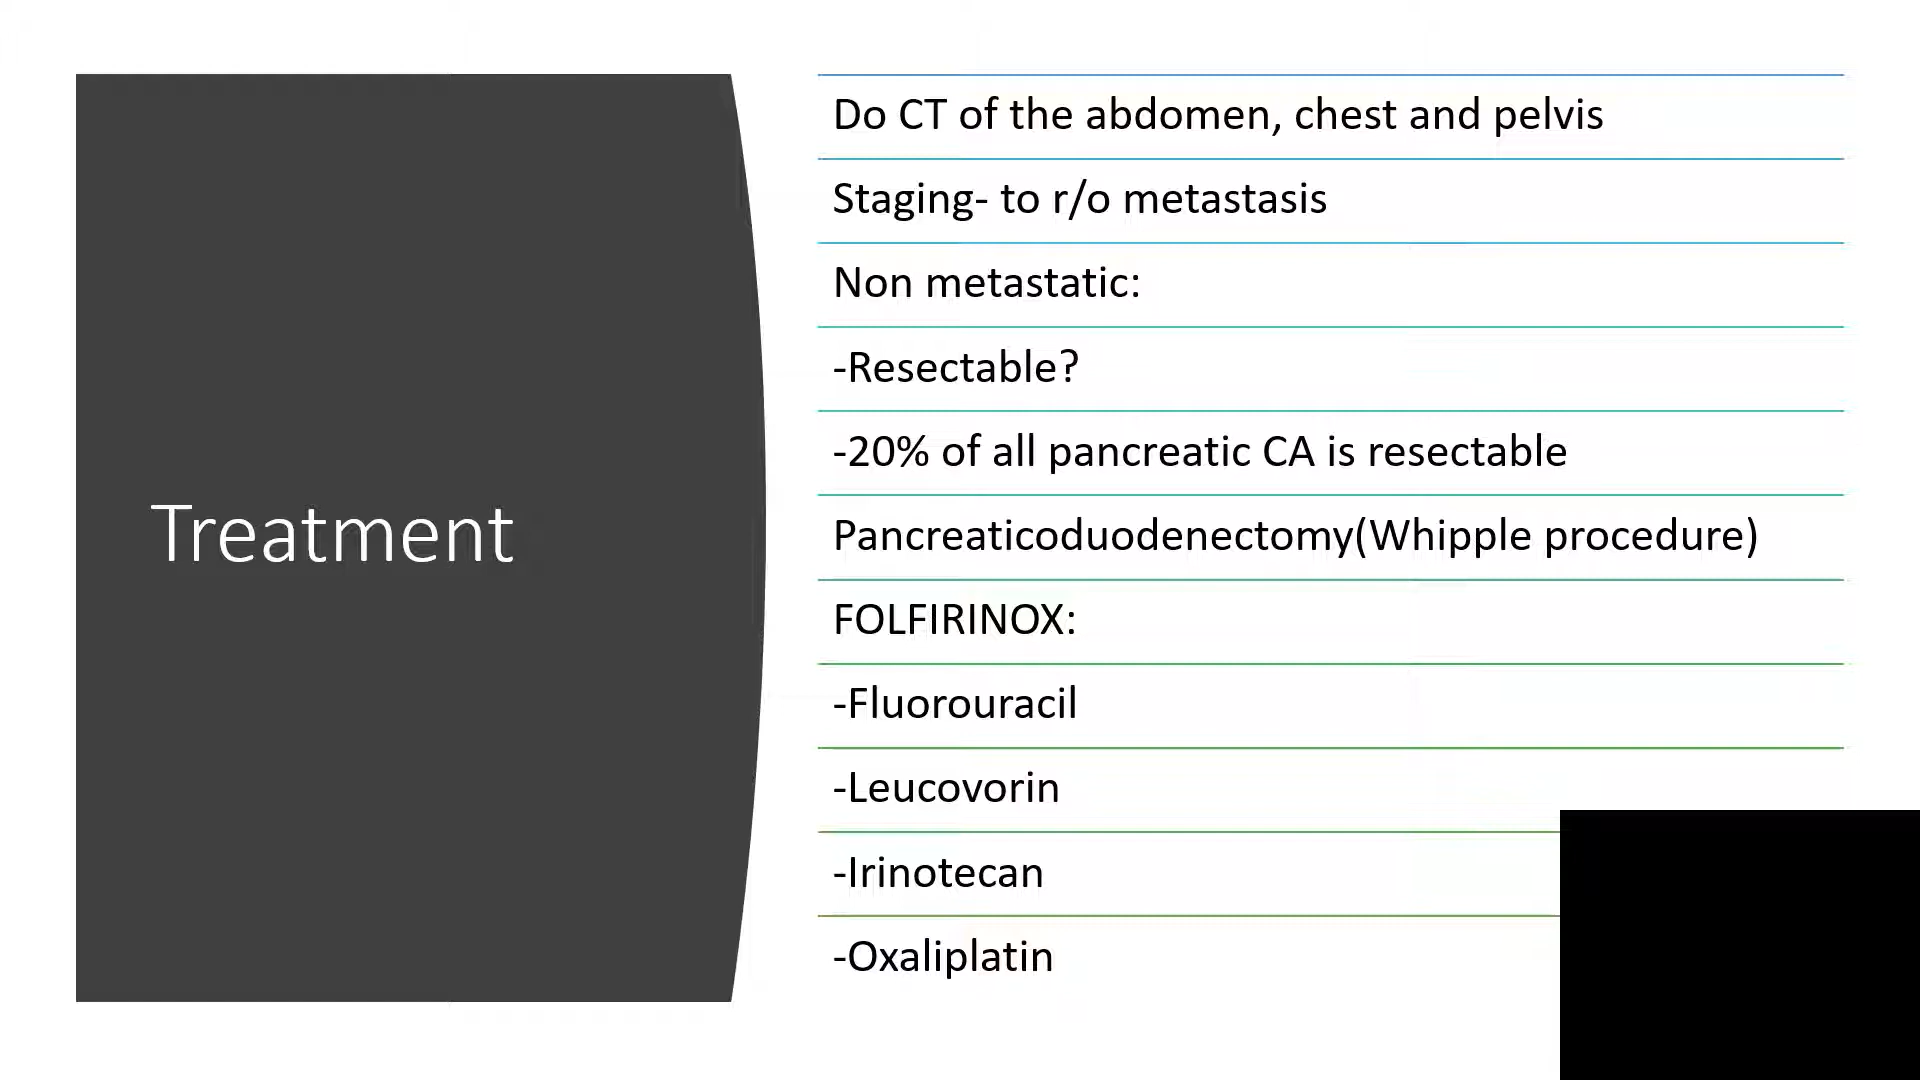 Treatment
Do CT of the abdomen, chest and pelvis
Staging- to r/o metastasis
Non metastatic:
-Resectable?
-20% of all pancreatic CA is resectable
Pancreaticoduodenectomy(Whipple procedure)
FOLFIRINOX:
-Fluorouracil
-Leucovorin
-Irinotecan
-Oxaliplatin